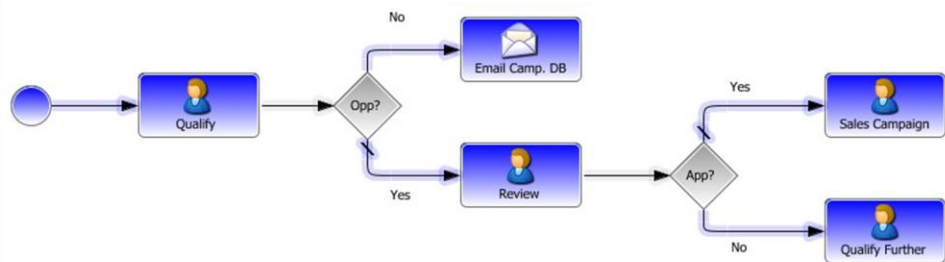 No
Email Camp. DB
Qualify
Opp?
Yes
Review
Yes
App?
Sales Campaign
No
Qualify Further